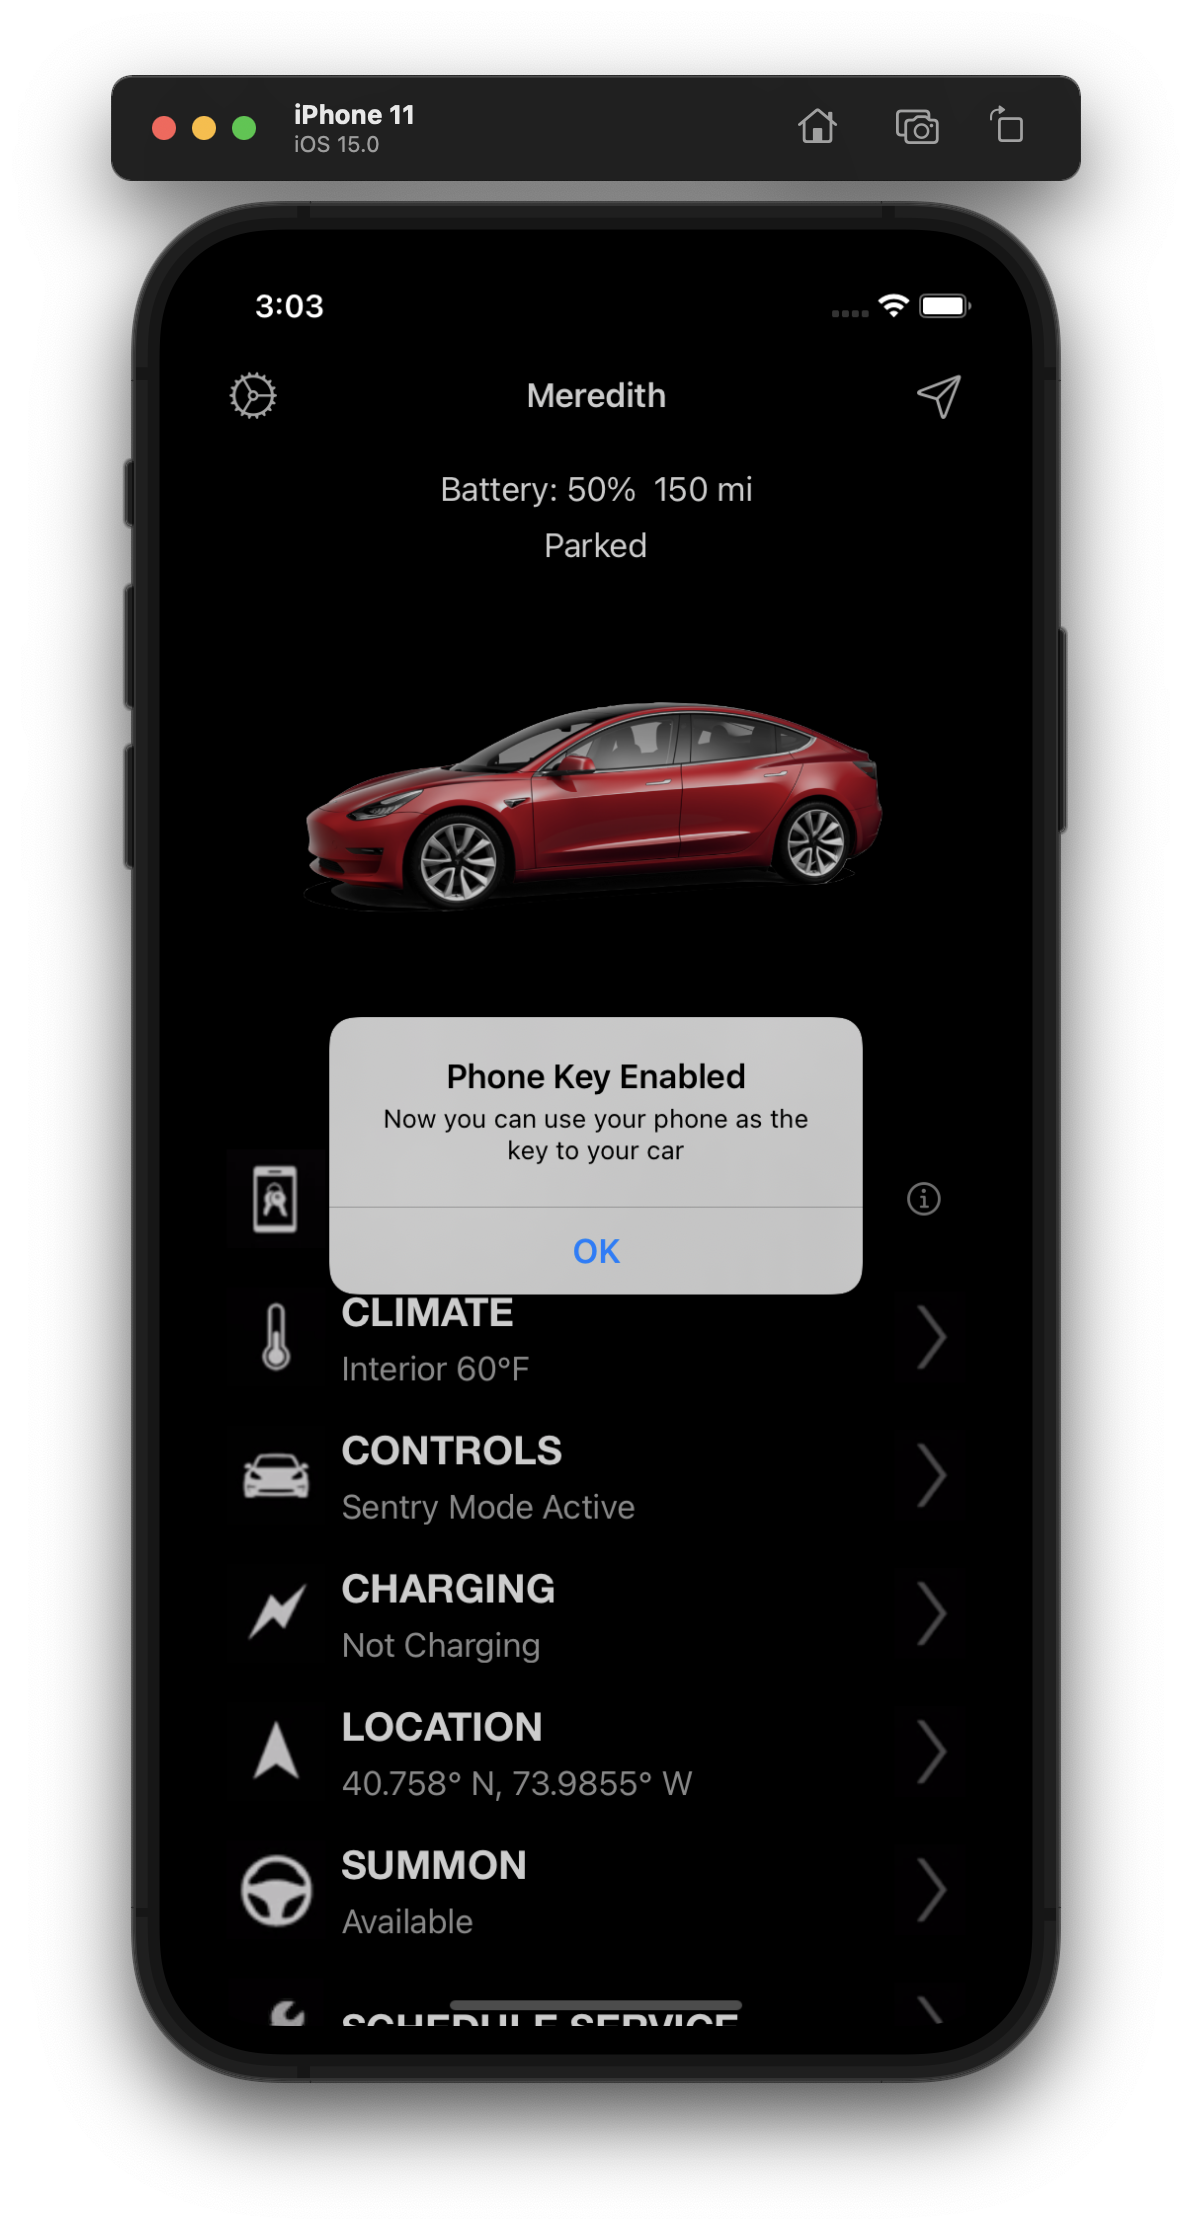 iPhone 11
iOS 15.0
3:03
Meredith
Battery: 50% 150 mi
Parked
Phone Key Enabled
Now you can use your phone as the
key to your car
OK
CLIMATE
Interior 60°F
CONTROLS
Sentry Mode Active
CHARGING
Not Charging
LOCATION
40.758° N, 73.9855° W
SUMMON
Available
SCHEDULE SERVICE